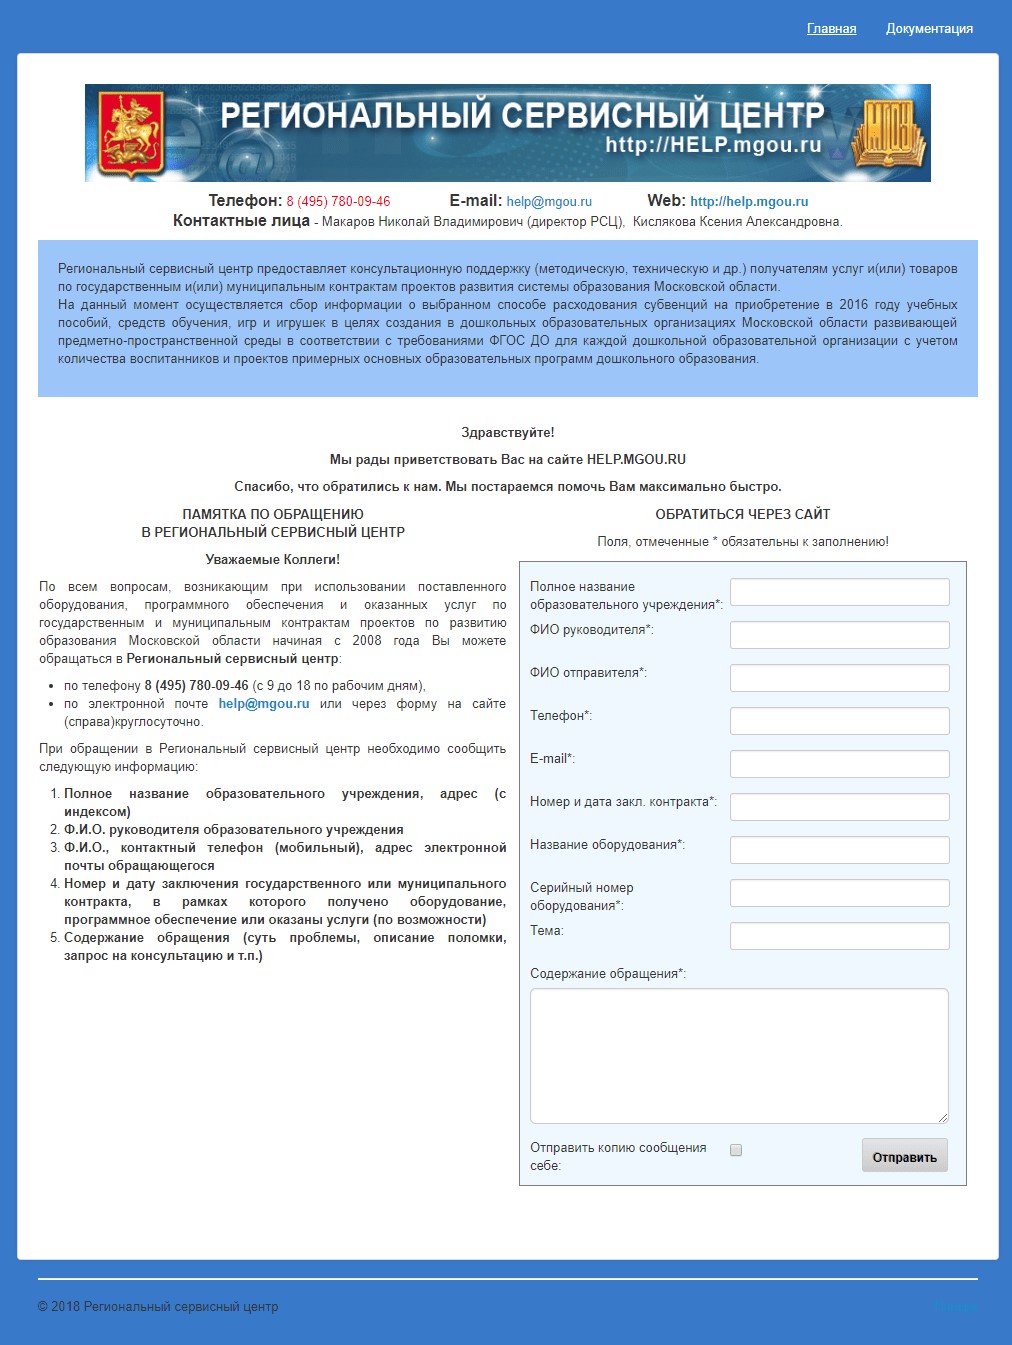 Главная Документация
РЕГИОНАЛЬНЫЙ СЕРВИСНЫЙ ЦЕНТР
http://HELP.mgou.ru
МГОУ
Телефон: 8 (495) 780-09-46 E-mail: help@mgou.ru Web: http://help.mgou.ru
Контактные лица - Макаров Николай Владимирович (директор РСЦ), Кислякова Ксения Александровна.
Региональный сервисный центр предоставляет консультационную поддержку (методическую, техническую и др.) получателям услуг и(или) товаров
по государственным и(или) муниципальным контрактам проектов развития системы образования Московской области.
На данный момент осуществляется сбор информации о выбранном способе расходования субвенций на приобретение в 2016 году учебных
пособий, средств обучения, игр и игрушек в целях создания в дошкольных образовательных организациях Московской области развивающей
предметно-пространственной среды в соответствии с требованиями ФГОС ДО для каждой дошкольной образовательной организации с учетом
количества воспитанников и проектов примерных основных образовательных программ дошкольного образования.
Здравствуйте!
Мы рады приветствовать Вас на сайте HELP.MGOU.RU
Спасибо, что обратились к нам. Мы постараемся помочь Вам максимально быстро.
ПАМЯТКА ПО ОБРАЩЕНИЮ
В РЕГИОНАЛЬНЫЙ СЕРВИСНЫЙ ЦЕНТР
Уважаемые Коллеги!
По всем вопросам, возникающим при использовании поставленного
оборудования, программного обеспечения и оказанных услуг по
государственным и муниципальным контрактам проектов по развитию
образования Московской области начиная с 2008 года Вы можете
обращаться в Региональный сервисный центр:
• по телефону 8 (495) 780-09-46 (с 9 до 18 по рабочим дням),
• по электронной почте help@mgou.ru или через форму на сайте
(справа)круглосуточно.
При обращении в Региональный сервисный центр необходимо сообщить
следующую информацию:
1. Полное название образовательного учреждения, адрес (с
индексом)
2. Ф.И.О. руководителя образовательного учреждения
3. Ф.И.О., контактный телефон (мобильный), адрес электронной
почты обращающегося
4. Номер и дату заключения государственного или муниципального
контракта, в рамках которого получено оборудование,
программное обеспечение или оказаны услуги (по возможности)
5. Содержание обращения (суть проблемы, описание поломки,
запрос на консультацию и т.п.)
ОБРАТИТЬСЯ ЧЕРЕЗ САЙТ
Поля, отмеченные * обязательны к заполнению!
Полное название
образовательного учреждения*:
ФИО руководителя*:
ФИО отправителя*:
Телефон*:
E-mail*:
Номер и дата закл. контракта*:
Название оборудования*:
Серийный номер
оборудования*:
Тема:
Содержание обращения*:
Отправить копию сообщения
себе:
Отправить
© 2018 Региональный сервисный центр